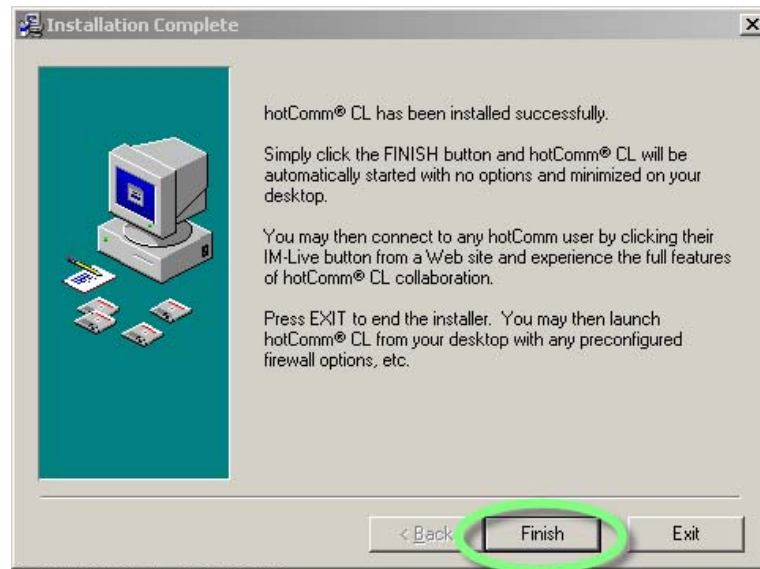 Installation Complete
hotComm® CL has been installed successfully.
Simply click the FINISH button and hotComm® CL will be
automatically started with no options and minimized on your
desktop.
You may then connect to any hotComm user by clicking their
IM-Live button from a Web site and experience the full features
of hotComm® CL collaboration.
Press EXIT to end the installer. You may then launch
hotComm® CL from your desktop with any preconfigured
firewall options, etc.
< Back Finish Exit